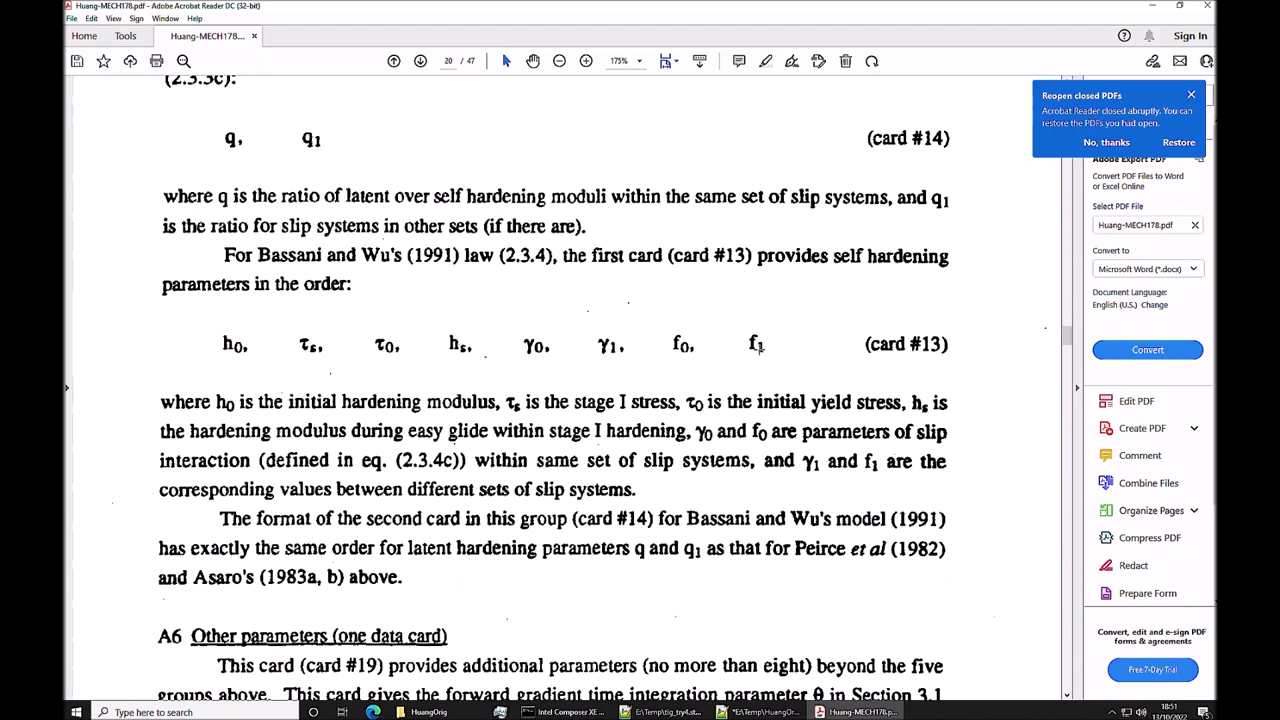 Huang-MECH178.pdf - Adobe Acrobat Reader DC (32-bit)
File Edit View Sign Window Help
Home Tools Huang-MECH178.... Sign In
20 / 47 175%
(2.3.3c):
Reopen closed PDFs
Acrobat Reader closed abruptly. You can
restore the PDFs you had open.
No, thanks Restore
q, q1 (card #14)
where q is the ratio of latent over self hardening moduli within the same set of slip systems, and q1
is the ratio for slip systems in other sets (if there are).
For Bassani and Wu's (1991) law (2.3.4), the first card (card #13) provides self hardening
parameters in the order:
h0, τs, τ0, hs, γ0, γ1, f0, f1 (card #13)
where h0 is the initial hardening modulus, τs is the stage I stress, τ0 is the initial yield stress, hs is
the hardening modulus during easy glide within stage I hardening, γ0 and f0 are parameters of slip
interaction (defined in eq. (2.3.4c)) within same set of slip systems, and γ1 and f1 are the
corresponding values between different sets of slip systems.
The format of the second card in this group (card #14) for Bassani and Wu's model (1991)
has exactly the same order for latent hardening parameters q and q1 as that for Peirce et al (1982)
and Asaro's (1983a, b) above.
A6 Other parameters (one data card)
This card (card #19) provides additional parameters (no more than eight) beyond the five
groups above. This card gives the forward gradient time integration parameter θ in Section 3.1
Adobe Export PDF
Convert PDF Files to Word
or Excel Online
Select PDF File
Huang-MECH178.pdf
Convert to
Microsoft Word (*.docx)
Document Language:
English (U.S.) Change
Convert
Edit PDF
Create PDF
Comment
Combine Files
Organize Pages
Compress PDF
Redact
Prepare Form
Convert, edit and e-sign PDF
forms & agreements
Free 7-Day Trial
Type here to search
HuangOrig
Intel Composer XE ...
E:\Temp\tig_try4.st...
*E:\Temp\HuangOr...
Huang-MECH178.p...
18:51
13/10/2022